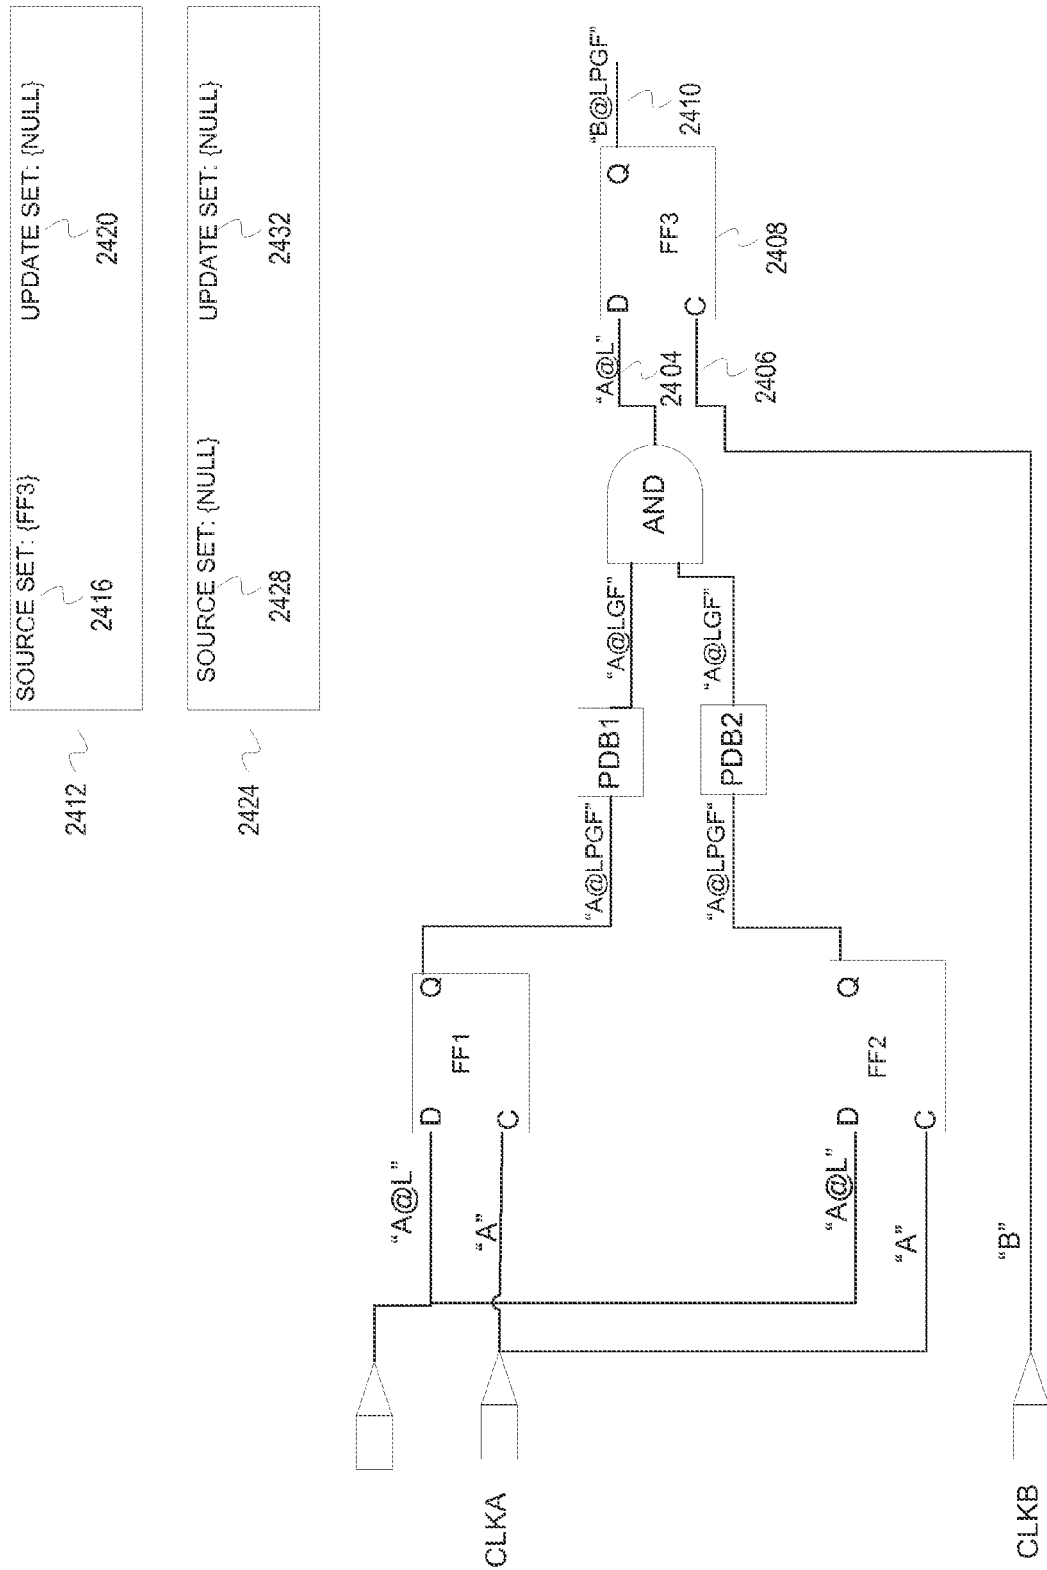 SOURCE SET: {FF3} UPDATE SET: {NULL}
2416 2420
2412
SOURCE SET: {NULL} UPDATE SET: {NULL}
2428 2432
2424
"A@L"
D Q
FF1
"A"
C
CLKA
"A@LPGF"
PDB1
"A@LGF"
"A@LPGF"
PDB2
"A@LGF"
AND
"A@L"
2404
D Q
"B@LPGF"
2410
FF3
C
2406
2408
"A@L"
D Q
FF2
"A"
C
"B"
CLKB